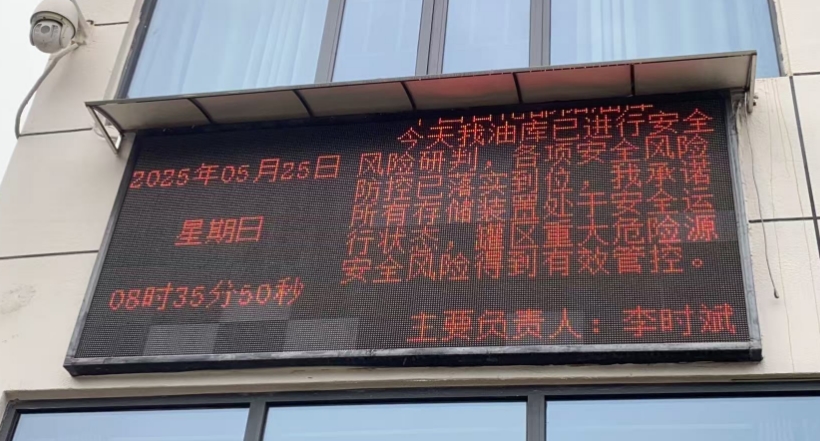 2025年05月25日
星期日
08时35分50秒
今天我油库已进行安全
风险研判，各项安全风险
防控已落实到位，我承诺
所有存储装置处于安全运
行状态，罐区重大危险源
安全风险得到有效管控。
主要负责人：李时斌